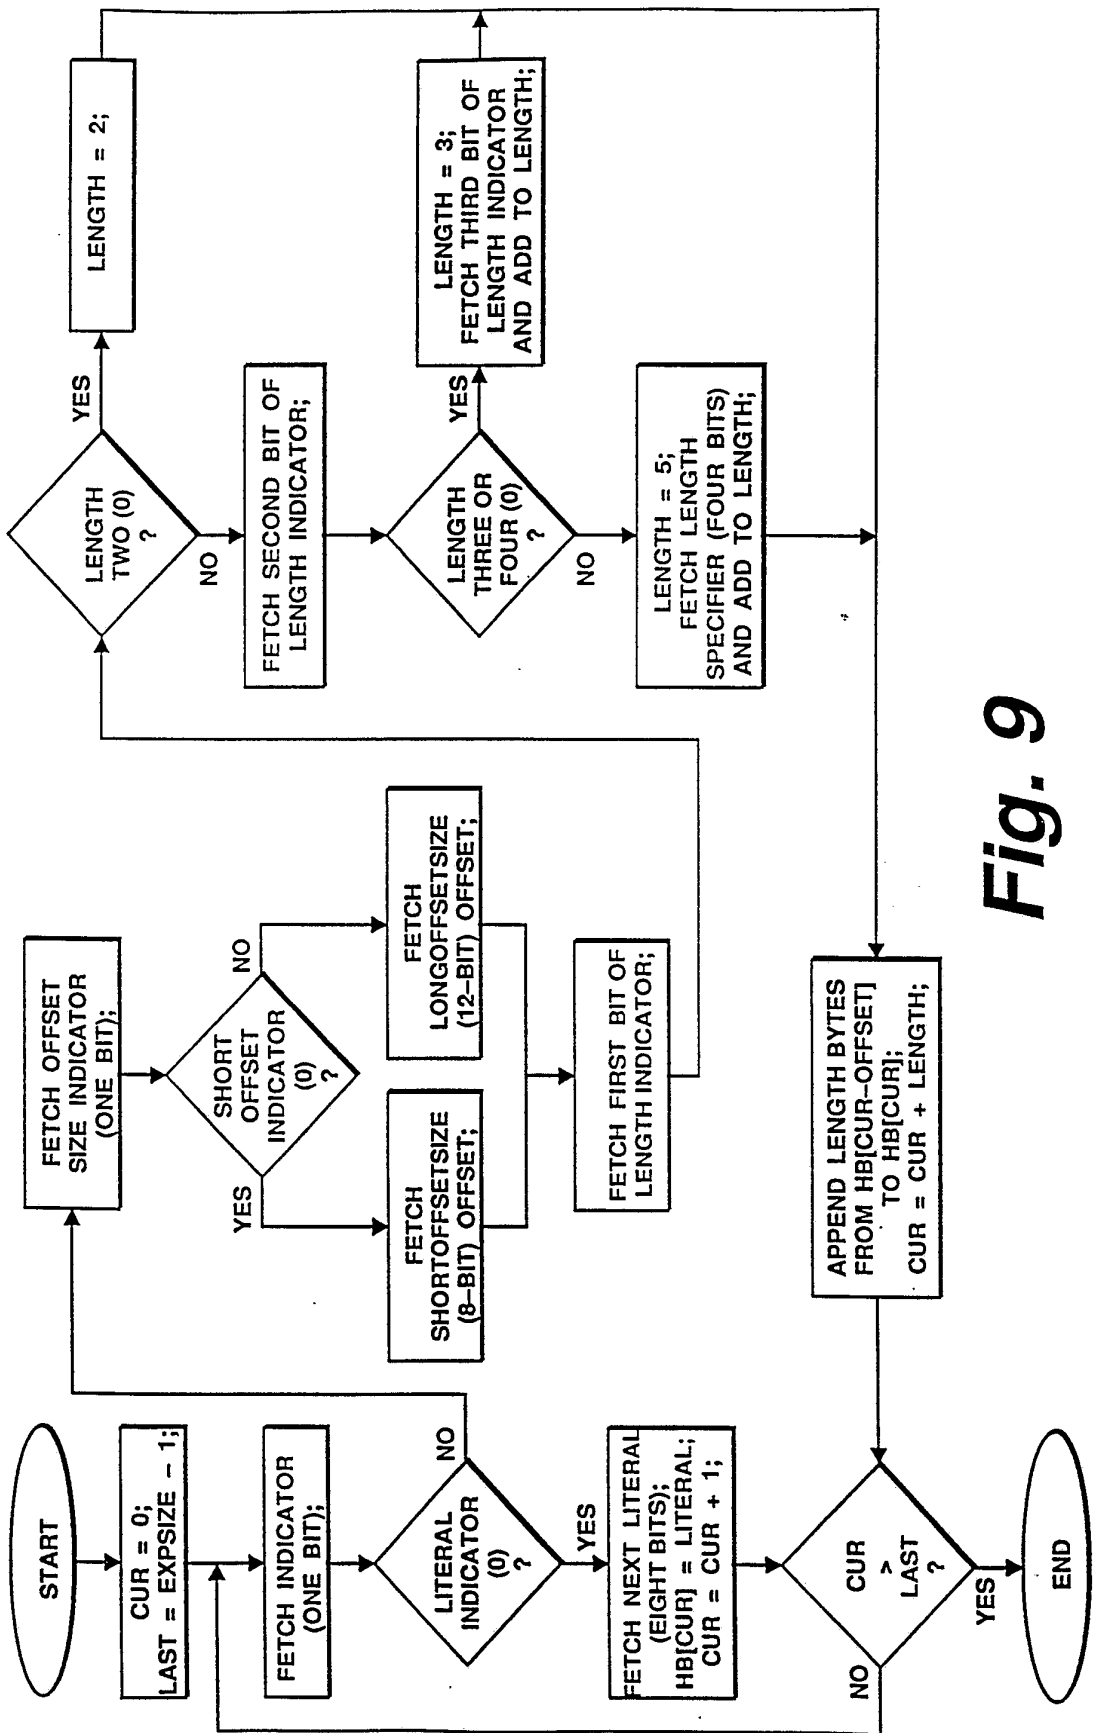 START
CUR = 0;
LAST = EXPSIZE – 1;
FETCH INDICATOR
(ONE BIT);
LITERAL
INDICATOR
(0)
?
NO
YES
FETCH NEXT LITERAL
(EIGHT BITS);
HB[CUR] = LITERAL;
CUR = CUR + 1;
CUR
>
LAST
?
NO
YES
END
FETCH OFFSET
SIZE INDICATOR
(ONE BIT);
SHORT
OFFSET
INDICATOR
(0)
?
YES
NO
FETCH
SHORTOFFSETSIZE
(8–BIT) OFFSET;
FETCH
LONGOFFSETSIZE
(12–BIT) OFFSET;
FETCH FIRST BIT OF
LENGTH INDICATOR;
LENGTH
TWO (0)
?
YES
NO
LENGTH = 2;
FETCH SECOND BIT OF
LENGTH INDICATOR;
LENGTH
THREE OR
FOUR (0)
?
YES
NO
LENGTH = 3;
FETCH THIRD BIT OF
LENGTH INDICATOR
AND ADD TO LENGTH;
LENGTH = 5;
FETCH LENGTH
SPECIFIER (FOUR BITS)
AND ADD TO LENGTH;
APPEND LENGTH BYTES
FROM HB[CUR–OFFSET]
TO HB[CUR];
CUR = CUR + LENGTH;
Fig. 9